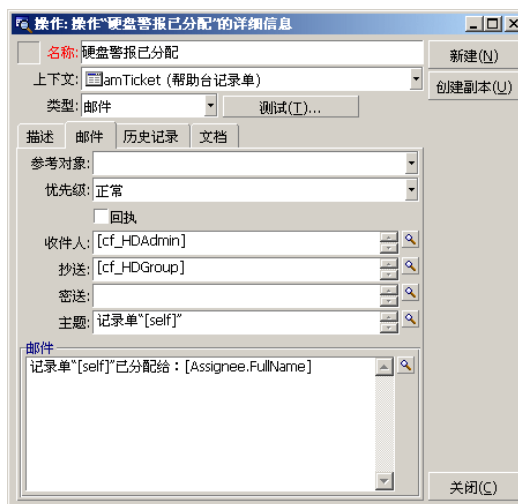 操作: 操作“硬盘警报已分配”的详细信息
名称: 硬盘警报已分配
新建(N)
上下文: amTicket (帮助台记录单)
创建副本(U)
类型: 邮件
测试(T)...
描述 邮件 历史记录 文档
参考对象:
优先级: 正常
回执
收件人: [cf_HDAdmin]
抄送: [cf_HDGroup]
密送:
主题: 记录单“[self]”
邮件
记录单“[self]”已分配给：[Assignee.FullName]
关闭(C)